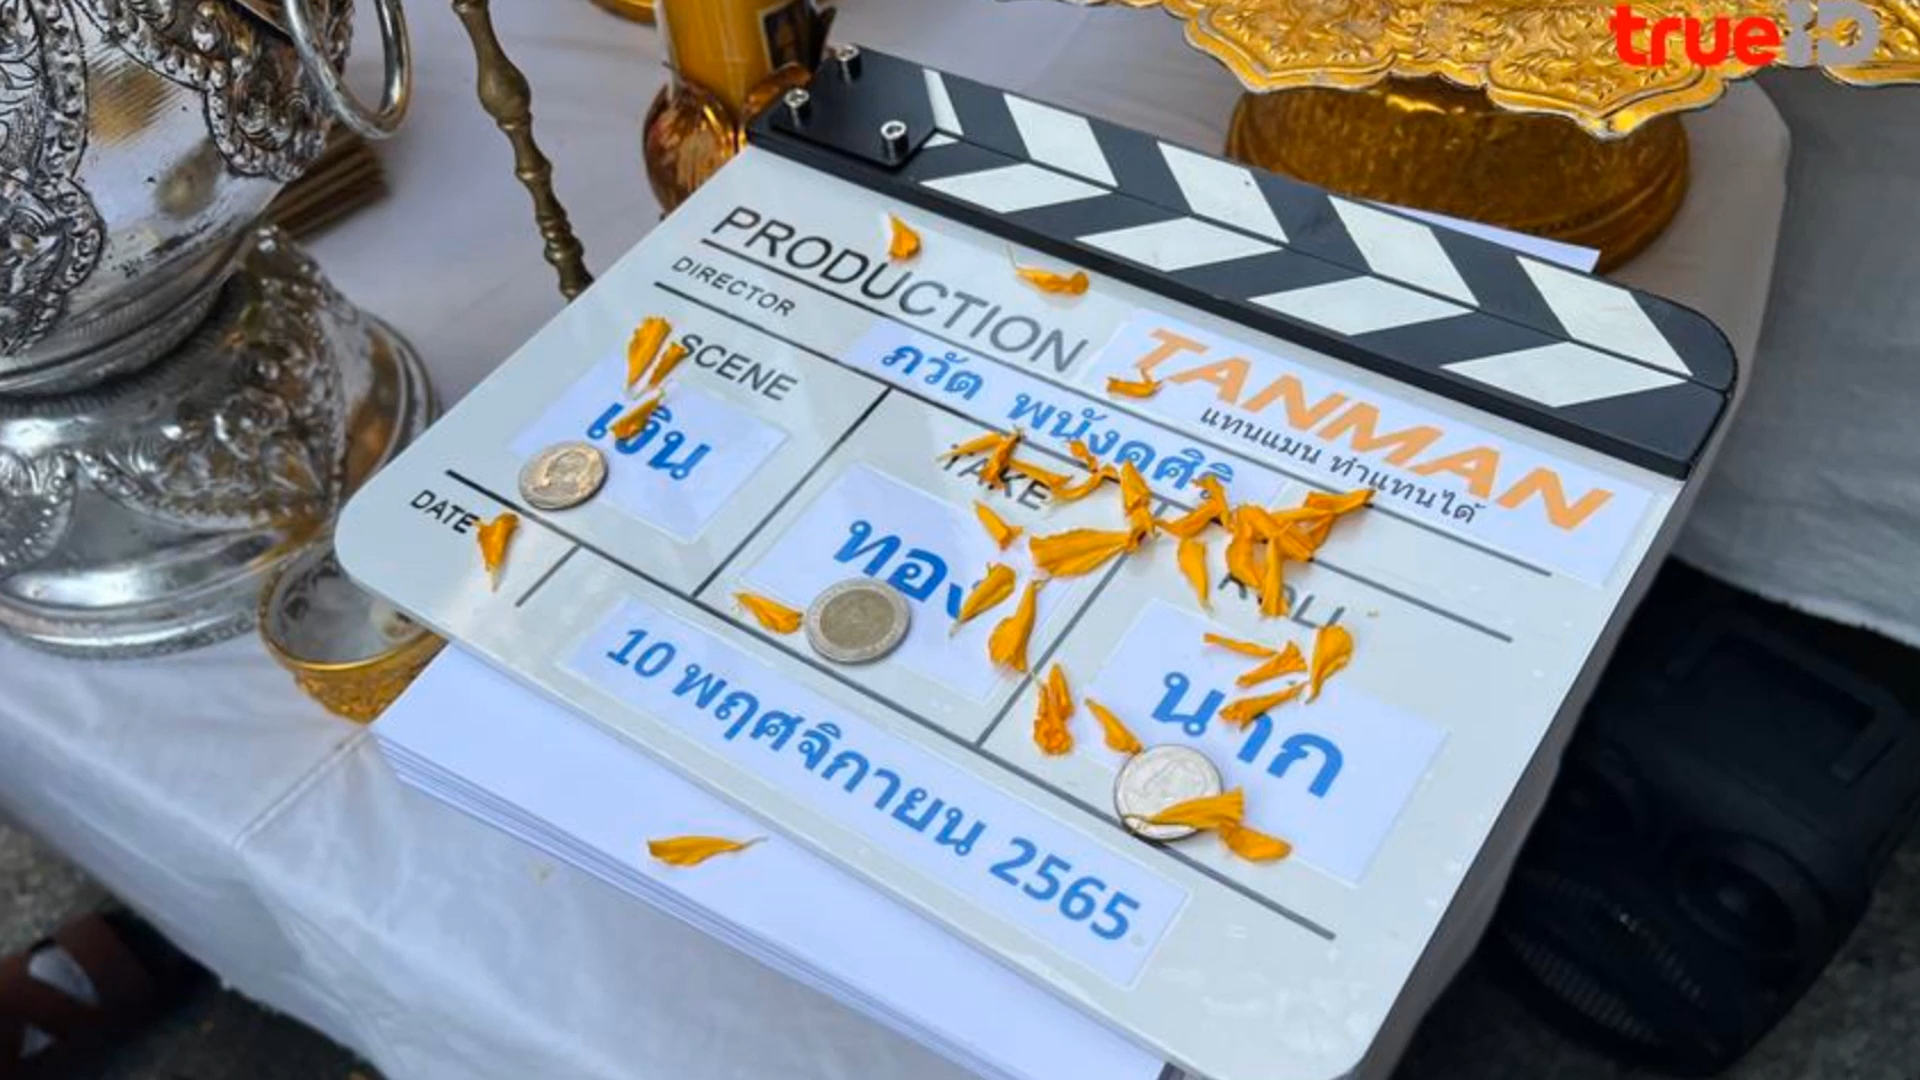 trueID
PRODUCTION
TANMAN
แทนแมน ทำแทนได้
DIRECTOR
ภวัต พนังคศิริ
SCENE
เงิน
TAKE
ทอง
ROLL
นาก
DATE
10 พฤศจิกายน 2565